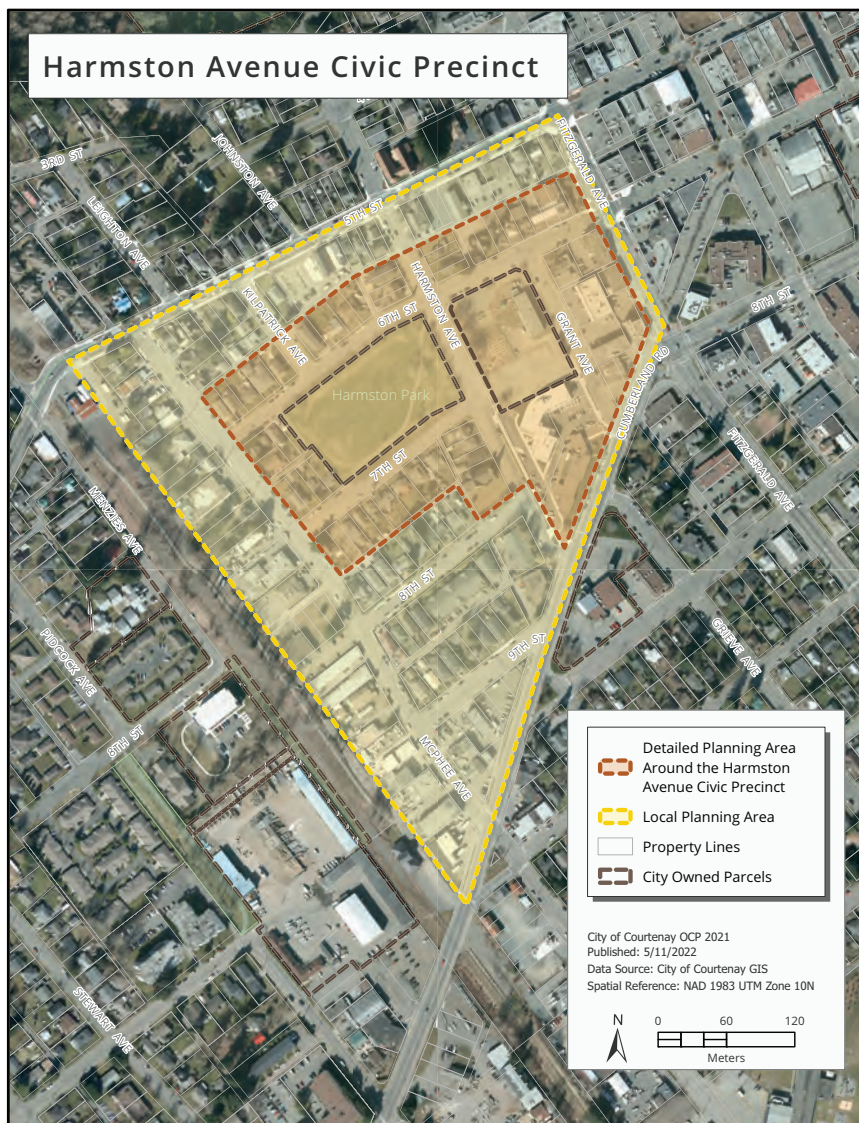 Harmston Avenue Civic Precinct
3RD ST
JOHNSTON AVE
LEIGHTON AVE
5TH ST
FITZGERALD AVE
KILPATRICK AVE
6TH ST
HARMSTON AVE
GRANT AVE
8TH ST
CUMBERLAND RD
Harmston Park
7TH ST
FITZGERALD AVE
MENZIES AVE
8TH ST
9TH ST
GRIEVE AVE
PIDCOCK AVE
8TH ST
MCPHEE AVE
STEWART AVE
Detailed Planning Area
Around the Harmston
Avenue Civic Precinct
Local Planning Area
Property Lines
City Owned Parcels
City of Courtenay OCP 2021
Published: 5/11/2022
Data Source: City of Courtenay GIS
Spatial Reference: NAD 1983 UTM Zone 10N
N
0 60 120
Meters